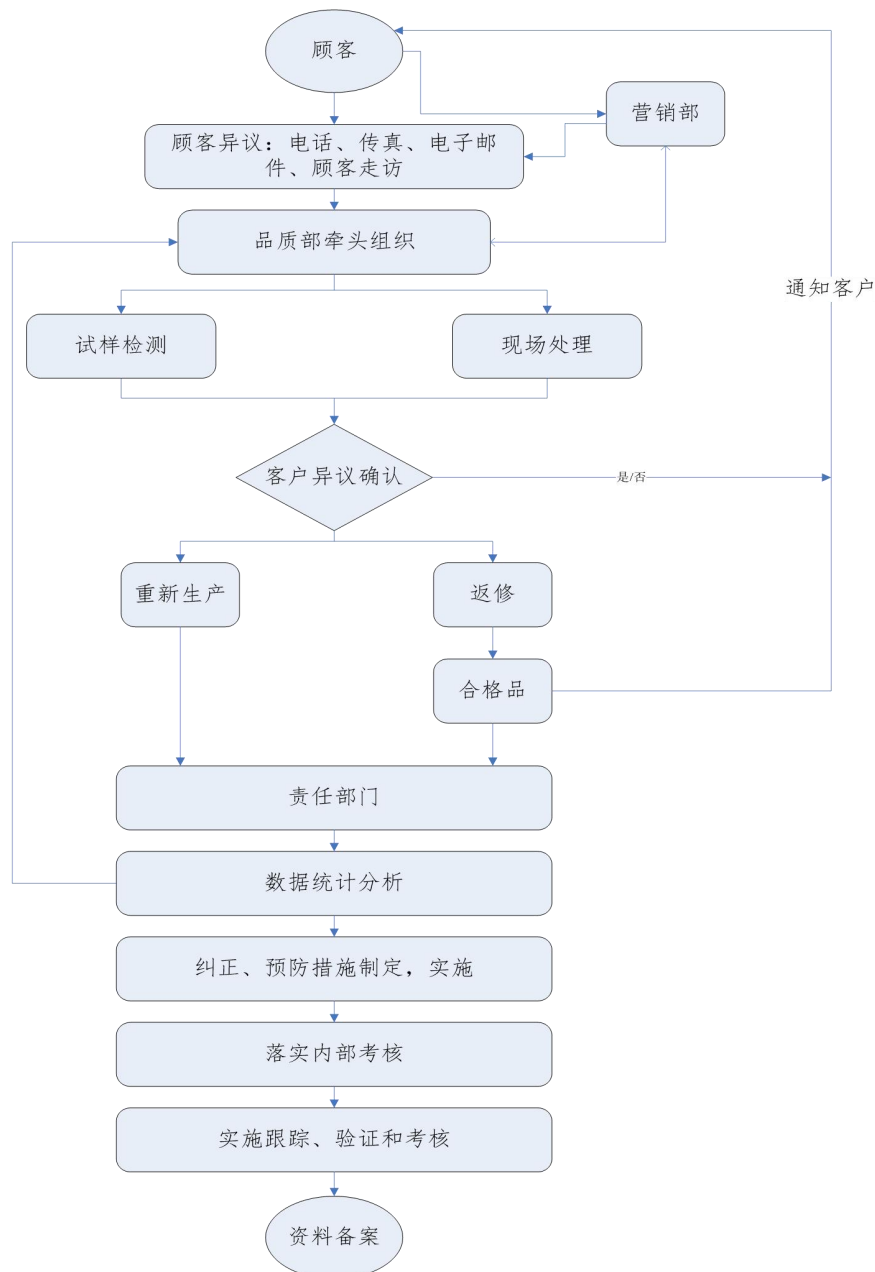 顾客
营销部
顾客异议：电话、传真、电子邮
件、顾客走访
品质部牵头组织
通知客户
试样检测
现场处理
客户异议确认
是/否
重新生产
返修
合格品
责任部门
数据统计分析
纠正、预防措施制定，实施
落实内部考核
实施跟踪、验证和考核
资料备案